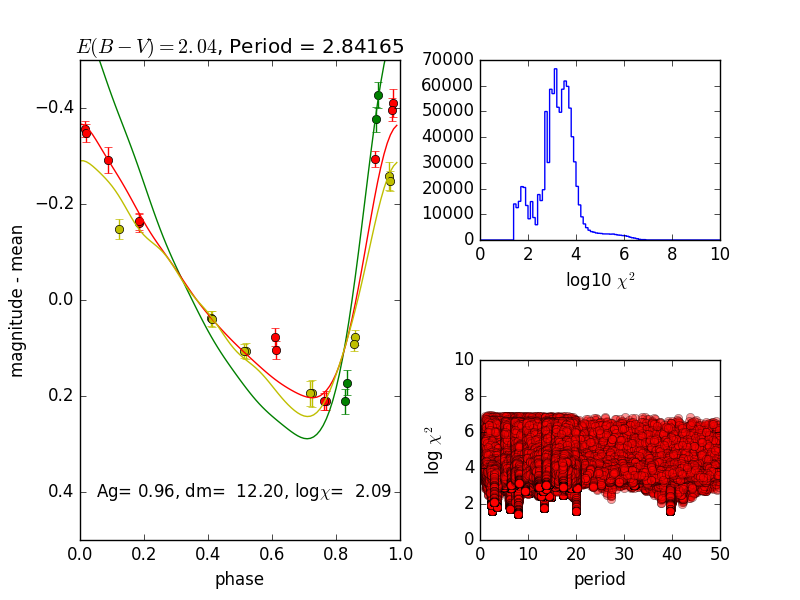 E(B − V) = 2.04, Period = 2.84165
−0.4
−0.2
0.0
0.2
0.4
magnitude - mean
0.0 0.2 0.4 0.6 0.8 1.0
phase
Ag= 0.96, dm= 12.20, logχ= 2.09
70000
60000
50000
40000
30000
20000
10000
0
0 2 4 6 8 10
log10 χ²
10
8
6
4
2
0
log χ²
0 10 20 30 40 50
period